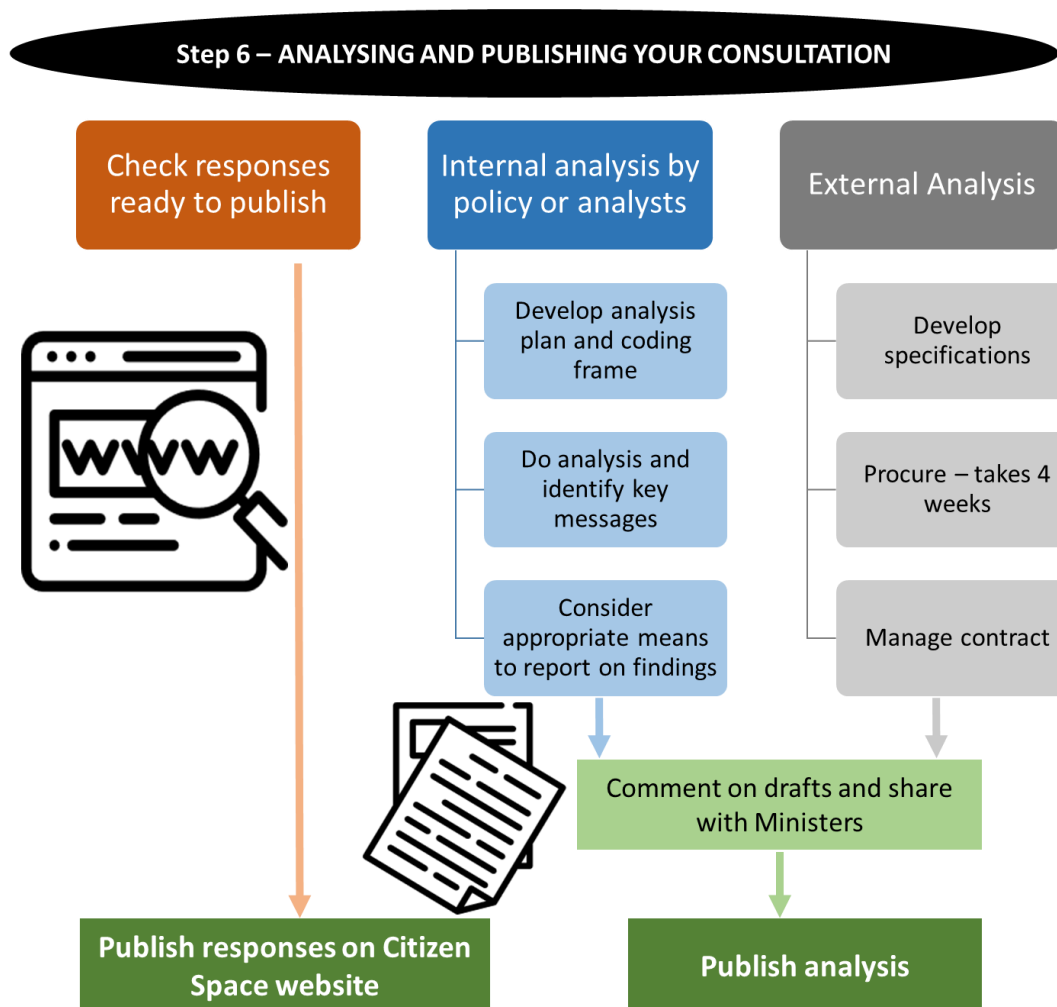 Step 6 – ANALYSING AND PUBLISHING YOUR CONSULTATION
Check responses
ready to publish
Internal analysis by
policy or analysts
External Analysis
Develop analysis
plan and coding
frame
Develop
specifications
www
Do analysis and
identify key
messages
Procure – takes 4
weeks
Consider
appropriate means
to report on findings
Manage contract
Comment on drafts and share
with Ministers
Publish responses on Citizen
Space website
Publish analysis